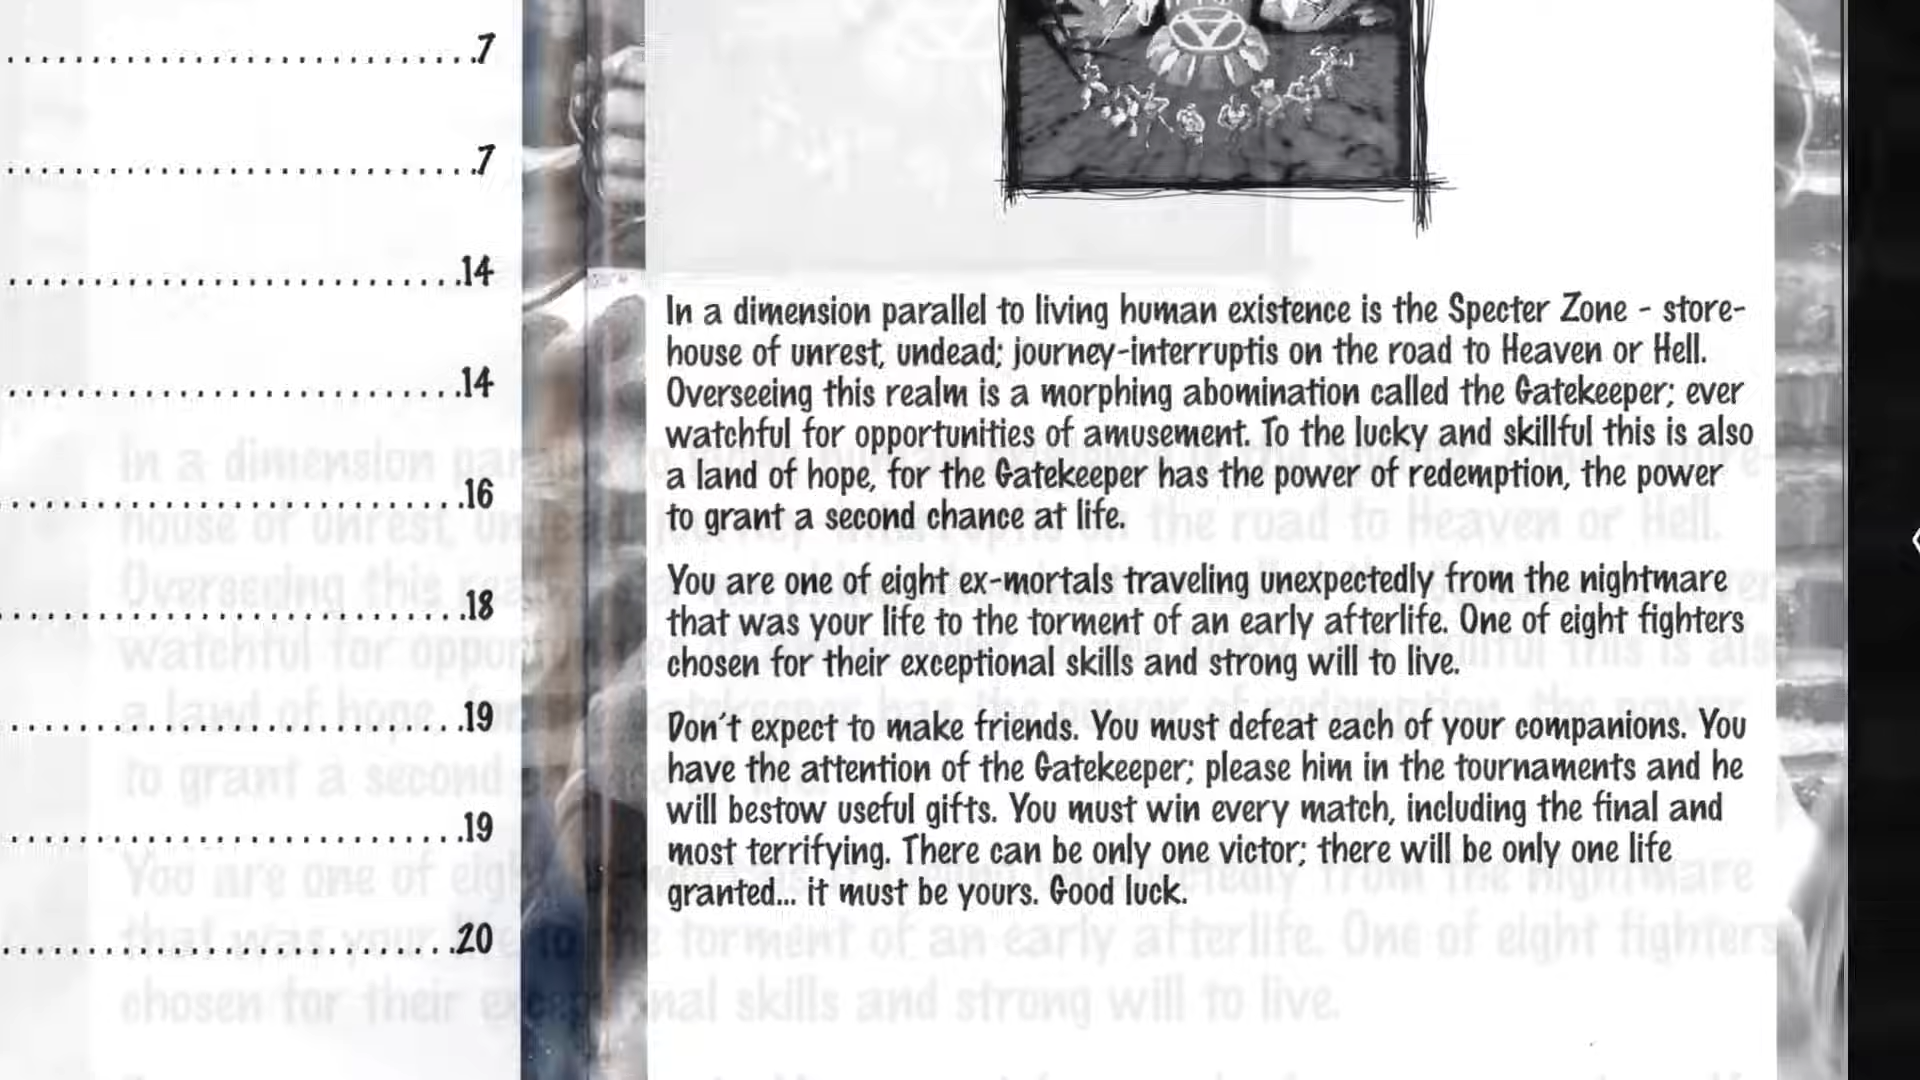 .......7
.......7
.......14
.......14
.......16
.......18
.......19
.......19
.......20
In a dimension parallel to living human existence is the Specter Zone - store-
house of unrest, undead; journey-interruptis on the road to Heaven or Hell.
Overseeing this realm is a morphing abomination called the Gatekeeper; ever
watchful for opportunities of amusement. To the lucky and skillful this is also
a land of hope, for the Gatekeeper has the power of redemption, the power
to grant a second chance at life.
You are one of eight ex-mortals traveling unexpectedly from the nightmare
that was your life to the torment of an early afterlife. One of eight fighters
chosen for their exceptional skills and strong will to live.
Don't expect to make friends. You must defeat each of your companions. You
have the attention of the Gatekeeper; please him in the tournaments and he
will bestow useful gifts. You must win every match, including the final and
most terrifying. There can be only one victor; there will be only one life
granted... it must be yours. Good luck.